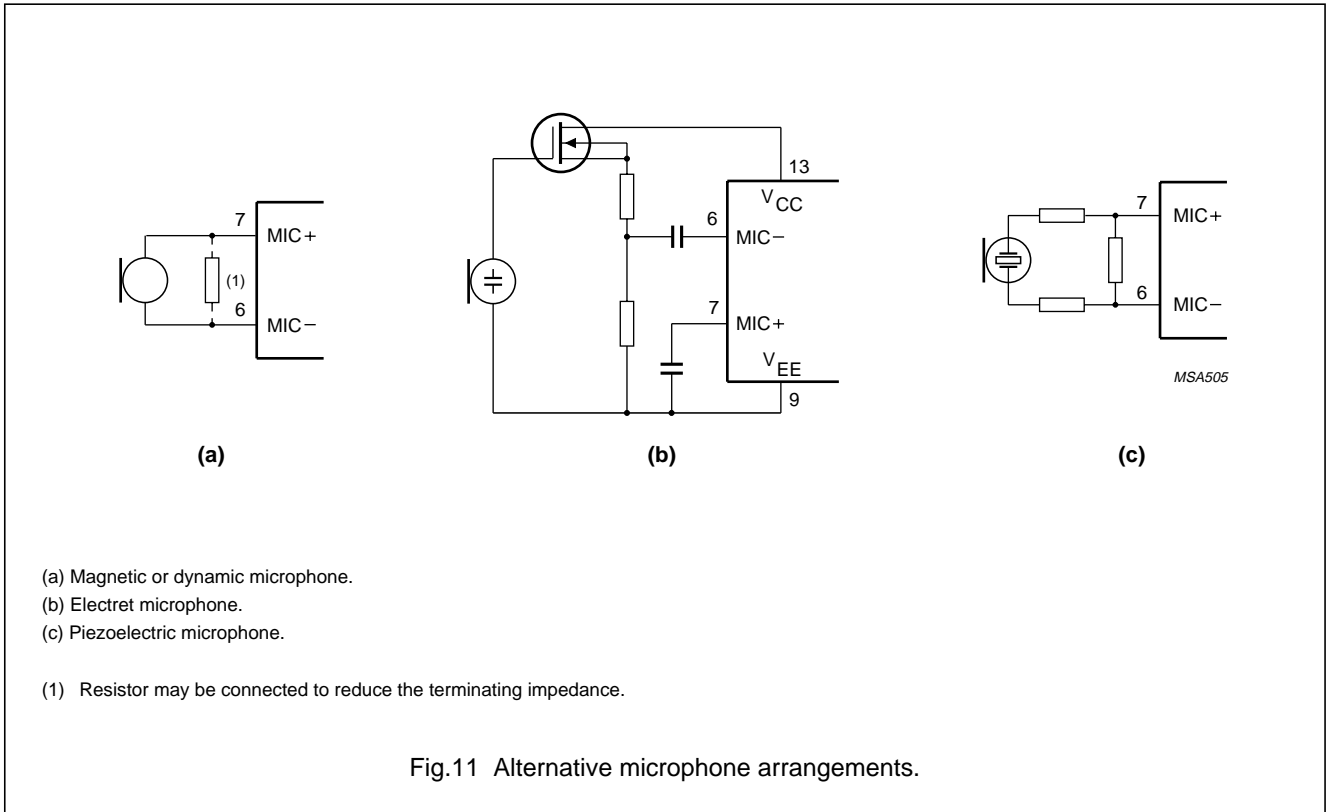 7
MIC+
(1)
6
MIC−
(a)
13
VCC
6
MIC−
7
MIC+
VEE
9
(b)
7
MIC+
6
MIC−
MSA505
(c)
(a) Magnetic or dynamic microphone.
(b) Electret microphone.
(c) Piezoelectric microphone.
(1) Resistor may be connected to reduce the terminating impedance.
Fig.11 Alternative microphone arrangements.